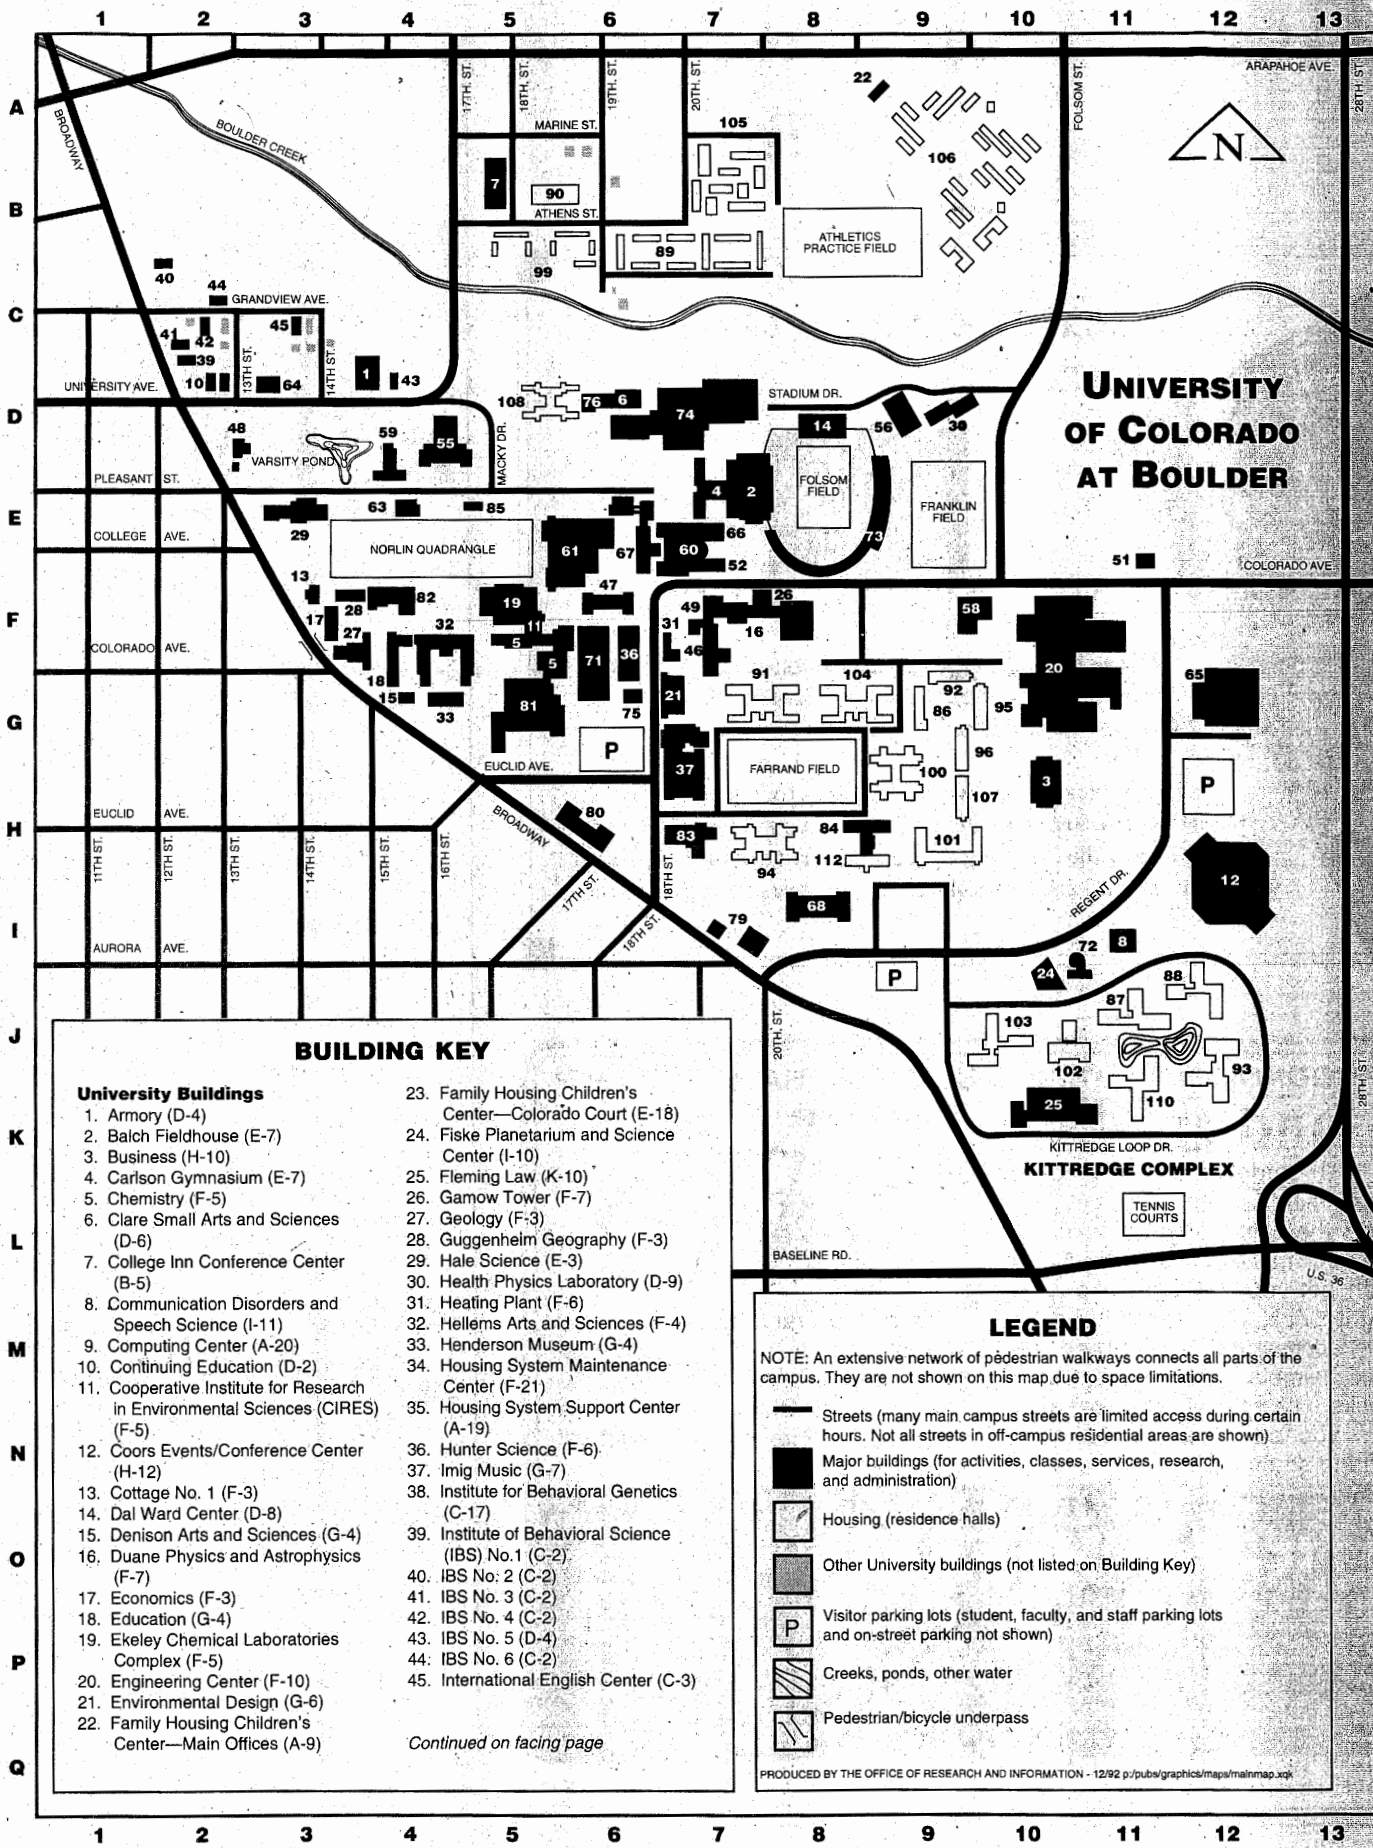 1 2 3 4 5 6 7 8 9 10 11 12 13
A
B
C
D
E
F
G
H
I
J
K
L
M
N
O
P
Q
ARAPAHOE AVE.
28TH. ST.
FOLSOM ST.
17TH. ST.
18TH. ST.
19TH. ST.
20TH. ST.
BROADWAY
BOULDER CREEK
MARINE ST.
ATHENS ST.
22
105
106
7
90
99
89
ATHLETICS
PRACTICE FIELD
N
40
44
GRANDVIEW AVE.
41
42
45
39
10
64
13TH ST.
14TH ST.
1
43
UNIVERSITY AVE.
UNIVERSITY
OF COLORADO
AT BOULDER
108
76
6
74
STADIUM DR.
14
56
30
48
VARSITY POND
59
55
MACKY DR.
PLEASANT ST.
4
2
FOLSOM
FIELD
FRANKLIN
FIELD
73
29
63
85
COLLEGE AVE.
NORLIN QUADRANGLE
61
67
66
60
52
51
COLORADO AVE.
13
28
82
17
27
32
19
11
47
5
5
71
36
49
31
46
26
16
58
20
COLORADO AVE.
18
15
33
81
75
21
91
104
92
86
95
65
P
EUCLID AVE.
37
FARRAND FIELD
100
96
107
3
P
EUCLID AVE.
BROADWAY
80
83
94
84
112
101
12
11TH ST.
12TH ST.
13TH ST.
14TH ST.
15TH ST.
16TH ST.
17TH ST.
18TH ST.
18TH ST.
68
79
REGENT DR.
AURORA AVE.
P
72
8
24
88
87
103
102
93
110
25
20TH. ST.
28TH ST.
KITTREDGE LOOP DR.
KITTREDGE COMPLEX
TENNIS
COURTS
BASELINE RD.
U.S. 36
BUILDING KEY
University Buildings
1. Armory (D-4)
2. Balch Fieldhouse (E-7)
3. Business (H-10)
4. Carlson Gymnasium (E-7)
5. Chemistry (F-5)
6. Clare Small Arts and Sciences
(D-6)
7. College Inn Conference Center
(B-5)
8. Communication Disorders and
Speech Science (I-11)
9. Computing Center (A-20)
10. Continuing Education (D-2)
11. Cooperative Institute for Research
in Environmental Sciences (CIRES)
(F-5)
12. Coors Events/Conference Center
(H-12)
13. Cottage No. 1 (F-3)
14. Dal Ward Center (D-8)
15. Denison Arts and Sciences (G-4)
16. Duane Physics and Astrophysics
(F-7)
17. Economics (F-3)
18. Education (G-4)
19. Ekeley Chemical Laboratories
Complex (F-5)
20. Engineering Center (F-10)
21. Environmental Design (G-6)
22. Family Housing Children's
Center—Main Offices (A-9)
23. Family Housing Children's
Center—Colorado Court (E-18)
24. Fiske Planetarium and Science
Center (I-10)
25. Fleming Law (K-10)
26. Gamow Tower (F-7)
27. Geology (F-3)
28. Guggenheim Geography (F-3)
29. Hale Science (E-3)
30. Health Physics Laboratory (D-9)
31. Heating Plant (F-6)
32. Hellems Arts and Sciences (F-4)
33. Henderson Museum (G-4)
34. Housing System Maintenance
Center (F-21)
35. Housing System Support Center
(A-19)
36. Hunter Science (F-6)
37. Imig Music (G-7)
38. Institute for Behavioral Genetics
(C-17)
39. Institute of Behavioral Science
(IBS) No.1 (C-2)
40. IBS No. 2 (C-2)
41. IBS No. 3 (C-2)
42. IBS No. 4 (C-2)
43. IBS No. 5 (D-4)
44. IBS No. 6 (C-2)
45. International English Center (C-3)
Continued on facing page
LEGEND
NOTE: An extensive network of pedestrian walkways connects all parts of the
campus. They are not shown on this map due to space limitations.
Streets (many main campus streets are limited access during certain
hours. Not all streets in off-campus residential areas are shown)
Major buildings (for activities, classes, services, research,
and administration)
Housing (residence halls)
Other University buildings (not listed on Building Key)
P
Visitor parking lots (student, faculty, and staff parking lots
and on-street parking not shown)
Creeks, ponds, other water
Pedestrian/bicycle underpass
PRODUCED BY THE OFFICE OF RESEARCH AND INFORMATION - 12/92 p:/pubs/graphics/maps/mainmap.xqk
1 2 3 4 5 6 7 8 9 10 11 12 13